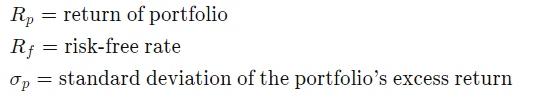 R_p = return of portfolio
R_f = risk-free rate
σ_p = standard deviation of the portfolio's excess return